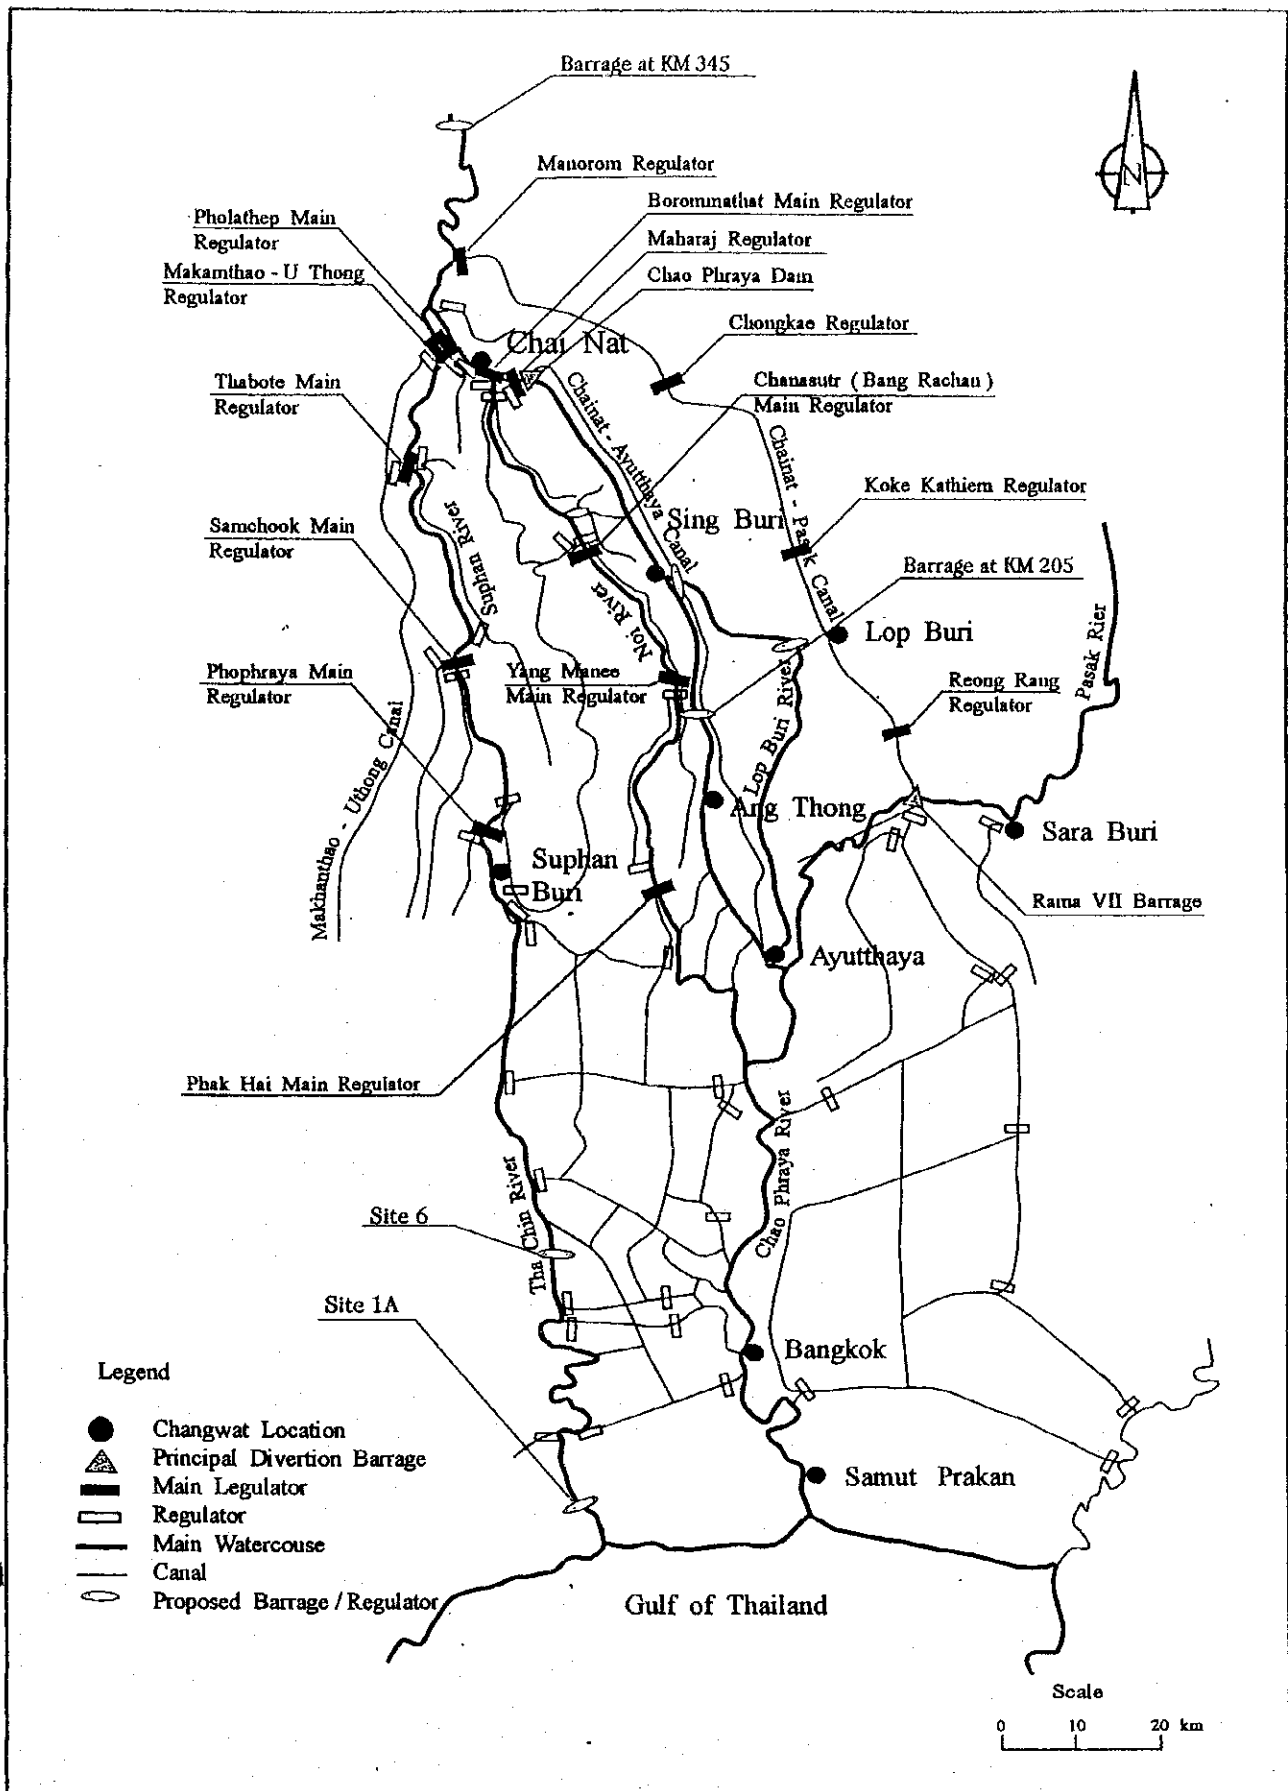 Barrage at KM 345
Manorom Regulator
Borommathat Main Regulator
Pholathep Main
Regulator
Maharaj Regulator
Makamthao - U Thong
Regulator
Chao Phraya Dam
Chongkae Regulator
Chai Nat
Thabote Main
Regulator
Chanasutr ( Bang Rachan )
Main Regulator
Chainat - Ayutthaya Canal
Chainat - Pasak Canal
Koke Kathiem Regulator
Samchook Main
Regulator
Suphan River
Sing Buri
Barrage at KM 205
Noi River
Lop Buri
Pasak Rier
Phophraya Main
Regulator
Yang Manee
Main Regulator
Reong Rang
Regulator
Lop Buri River
Makhanthao - Uthong Canal
Ang Thong
Sara Buri
Suphan
Buri
Rama VII Barrage
Ayutthaya
Phak Hai Main Regulator
Chao Phraya River
Tha Chin River
Site 6
Site 1A
Bangkok
Legend
Changwat Location
Principal Divertion Barrage
Main Legulator
Regulator
Main Watercouse
Canal
Proposed Barrage / Regulator
Samut Prakan
Gulf of Thailand
N
Scale
0 10 20 km